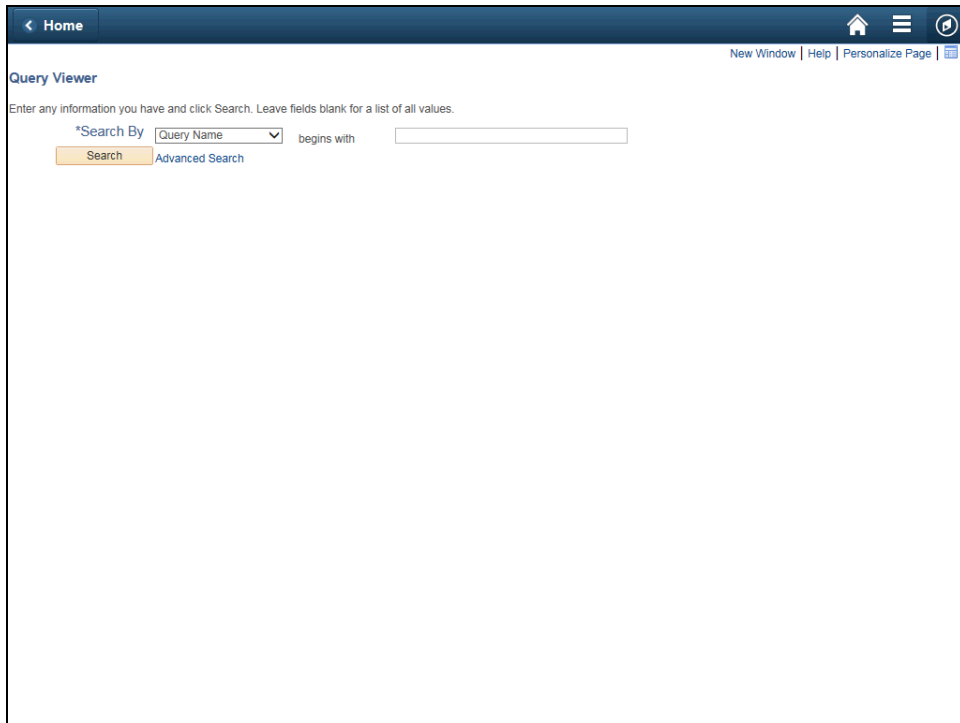 Home
New Window | Help | Personalize Page |
Query Viewer
Enter any information you have and click Search. Leave fields blank for a list of all values.
*Search By Query Name begins with
Search Advanced Search